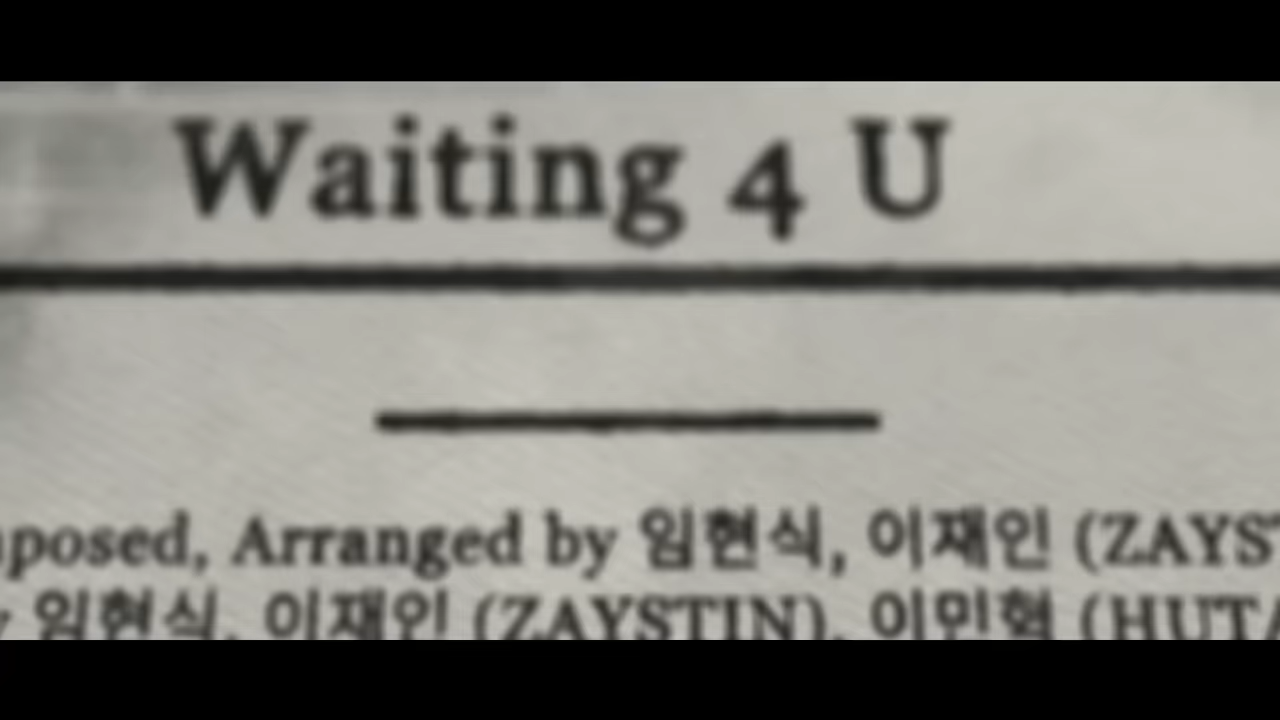 Waiting 4 U
posed, Arranged by 임현식, 이재인 (ZAYST
임현식, 이재인 (ZAYSTIN), 이민혁 (HUTA